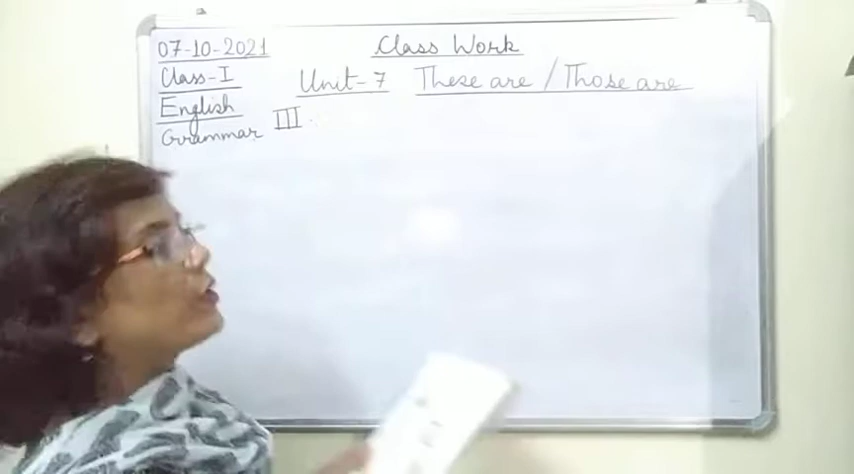 07-10-2021 Class Work
Class-I Unit-7 These are / Those are
English
Grammar III.